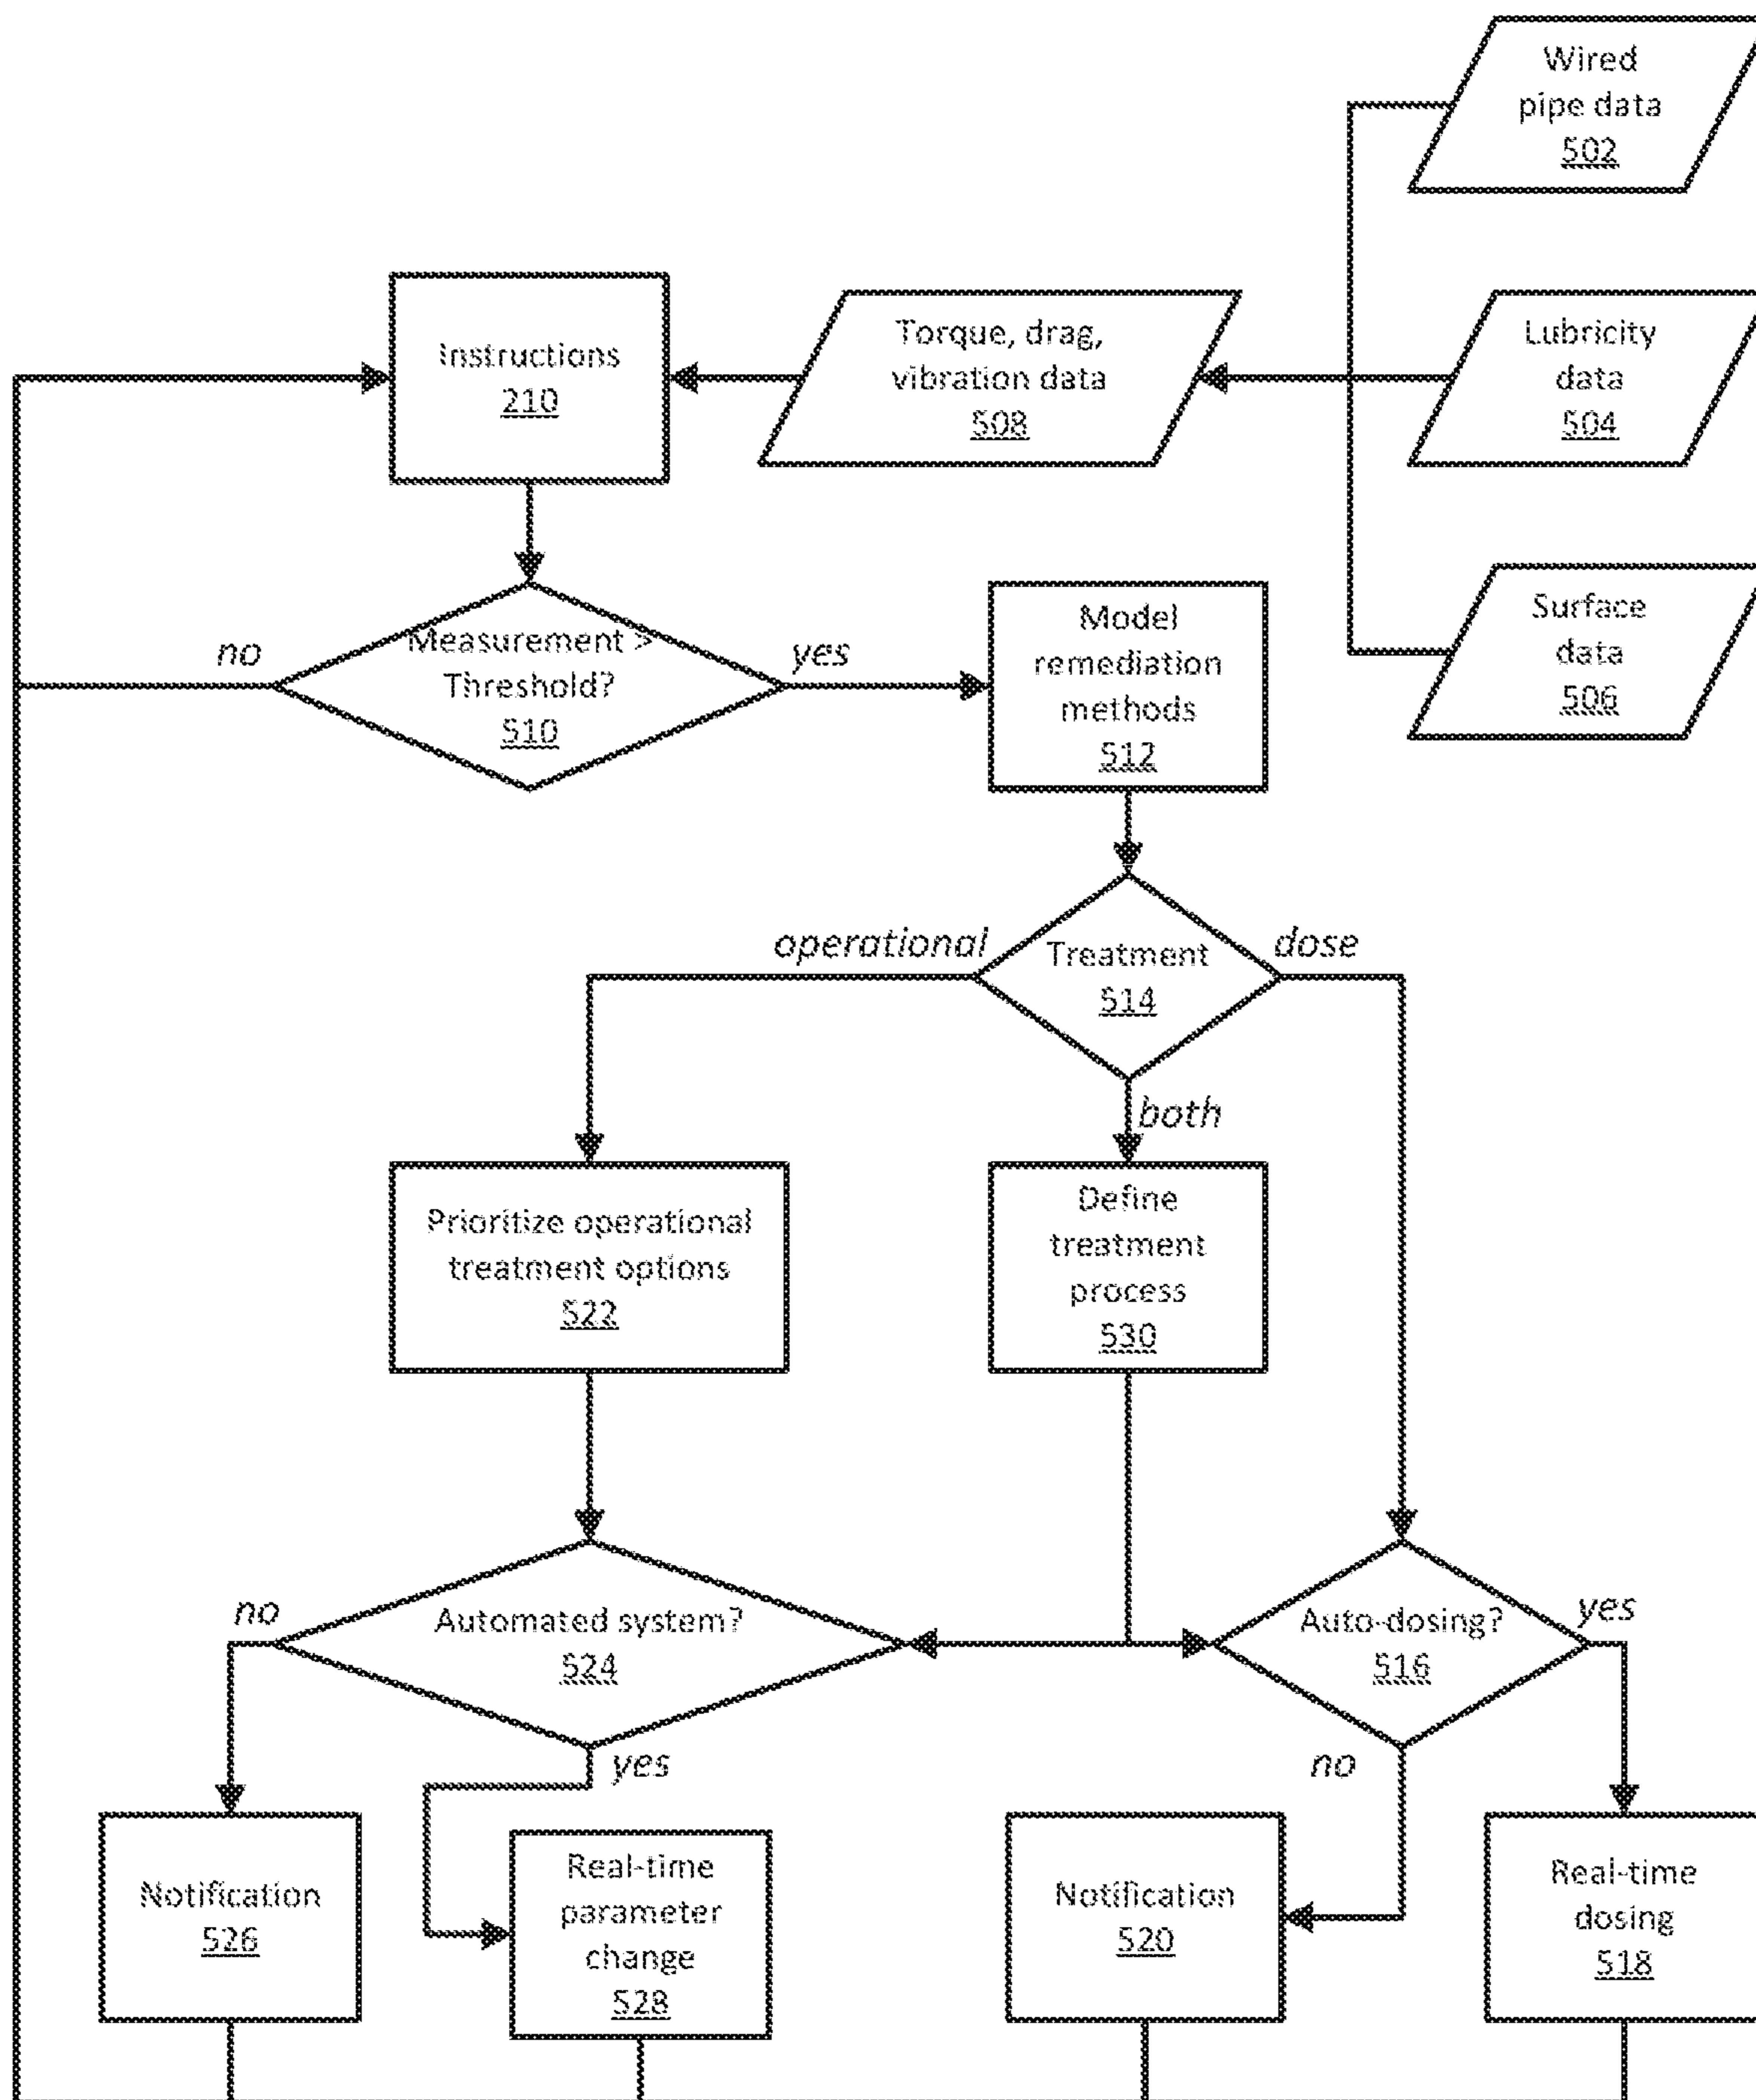 Wired
pipe data
502
Instructions
210
Torque, drag,
vibration data
508
Lubricity
data
504
Surface
data
506
no
Measurement >
Threshold?
510
yes
Model
remediation
methods
512
operational
Treatment
514
dose
both
Prioritize operational
treatment options
522
Define
treatment
process
530
no
Automated system?
524
yes
Auto-dosing?
516
yes
no
Notification
526
Real-time
parameter
change
528
Notification
520
Real-time
dosing
518